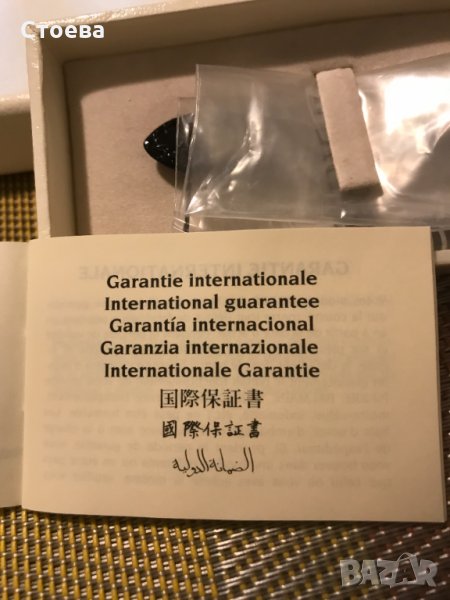 Стоева
Garantie internationale
International guarantee
Garantía internacional
Garanzia internazionale
Internationale Garantie
国際保証書
國際保証書
الضمانة الدولية
BAZAR